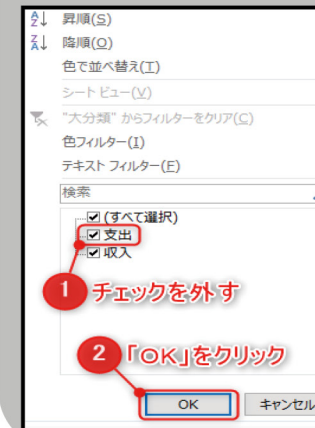 昇順(S)
降順(O)
色で並べ替え(T)
シート ビュー(V)
"大分類" からフィルターをクリア(C)
色フィルター(I)
テキスト フィルター(F)
検索
(すべて選択)
支出
収入
1 チェックを外す
2 「OK」をクリック
OK キャンセル